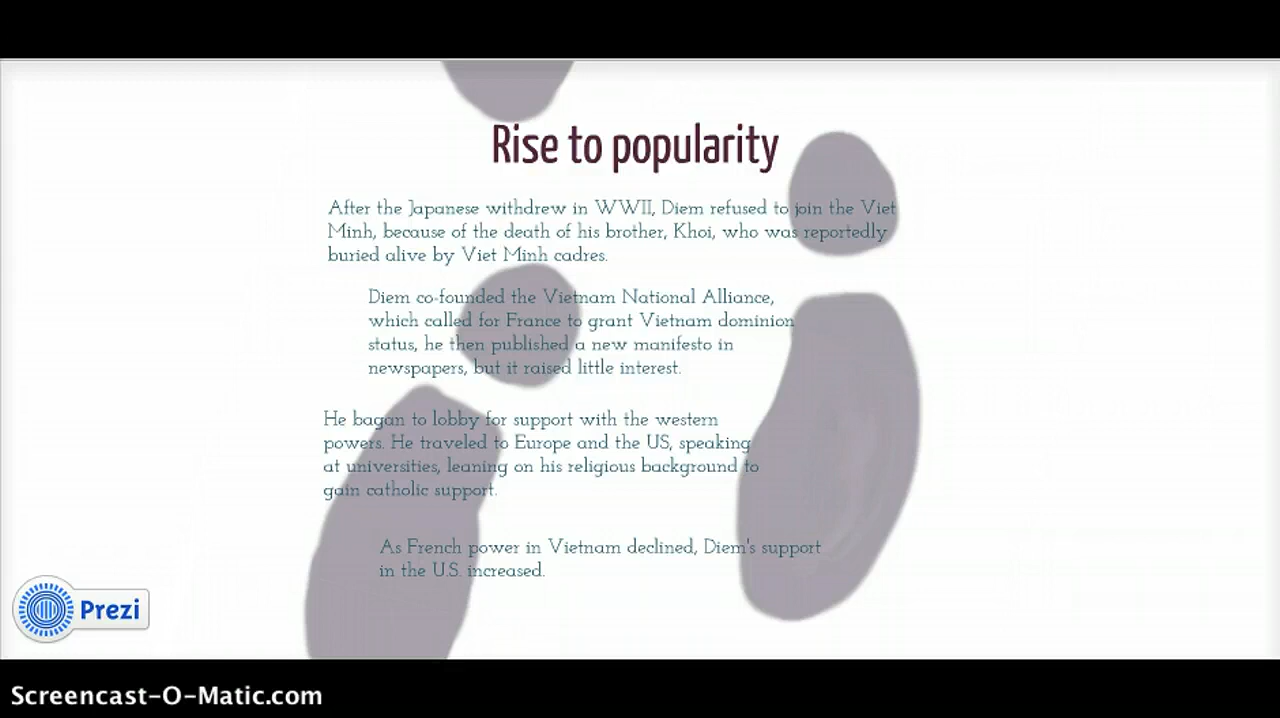 Rise to popularity
After the Japanese withdrew in WWII, Diem refused to join the Viet
Minh, because of the death of his brother, Khoi, who was reportedly
buried alive by Viet Minh cadres.
Diem co-founded the Vietnam National Alliance,
which called for France to grant Vietnam dominion
status, he then published a new manifesto in
newspapers, but it raised little interest.
He bagan to lobby for support with the western
powers. He traveled to Europe and the US, speaking
at universities, leaning on his religious background to
gain catholic support.
As French power in Vietnam declined, Diem's support
in the U.S. increased.
Prezi
Screencast-O-Matic.com